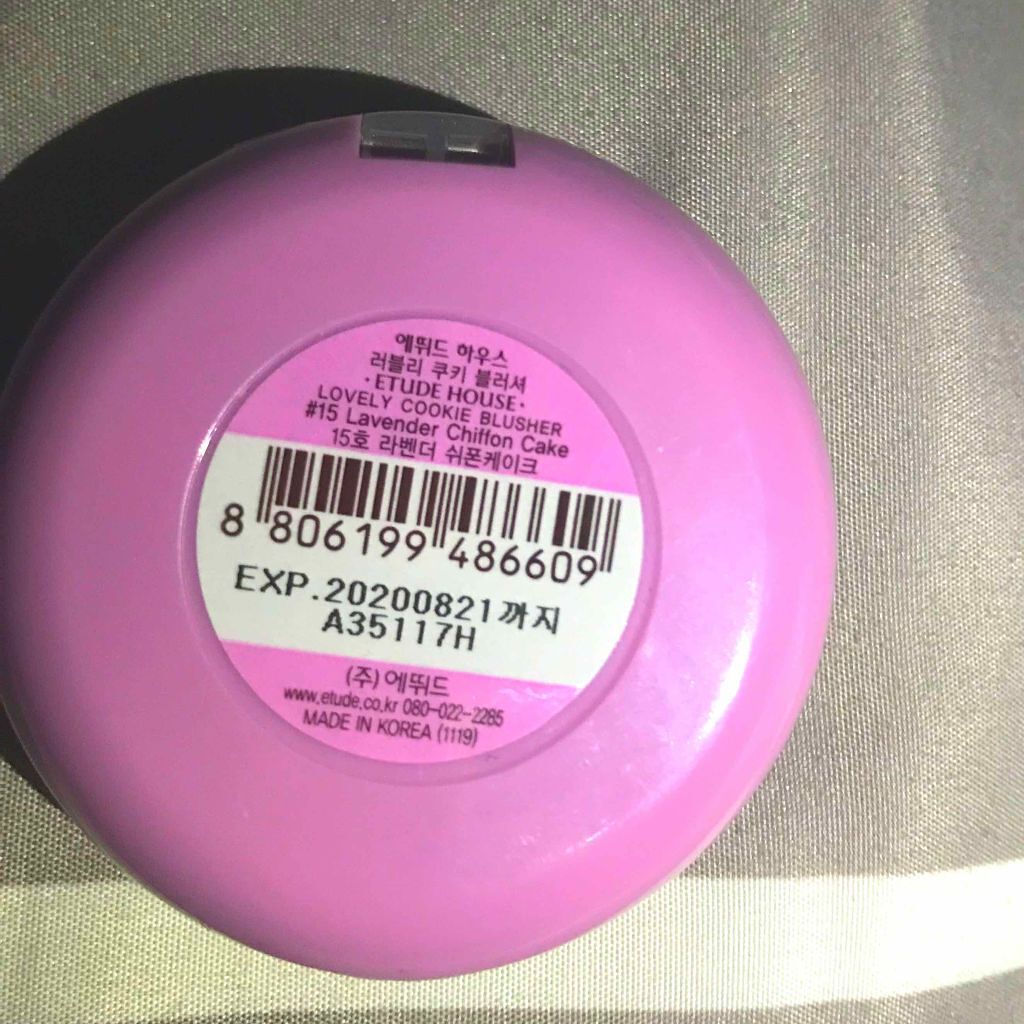 에뛰드 하우스
러블리 쿠키 블러셔
·ETUDE HOUSE·
LOVELY COOKIE BLUSHER
#15 Lavender Chiffon Cake
15호 라벤더 쉬폰케이크
8 806199 486609
EXP.20200821까지
A35117H
(주)에뛰드
www.etude.co.kr 080-022-2285
MADE IN KOREA (1119)